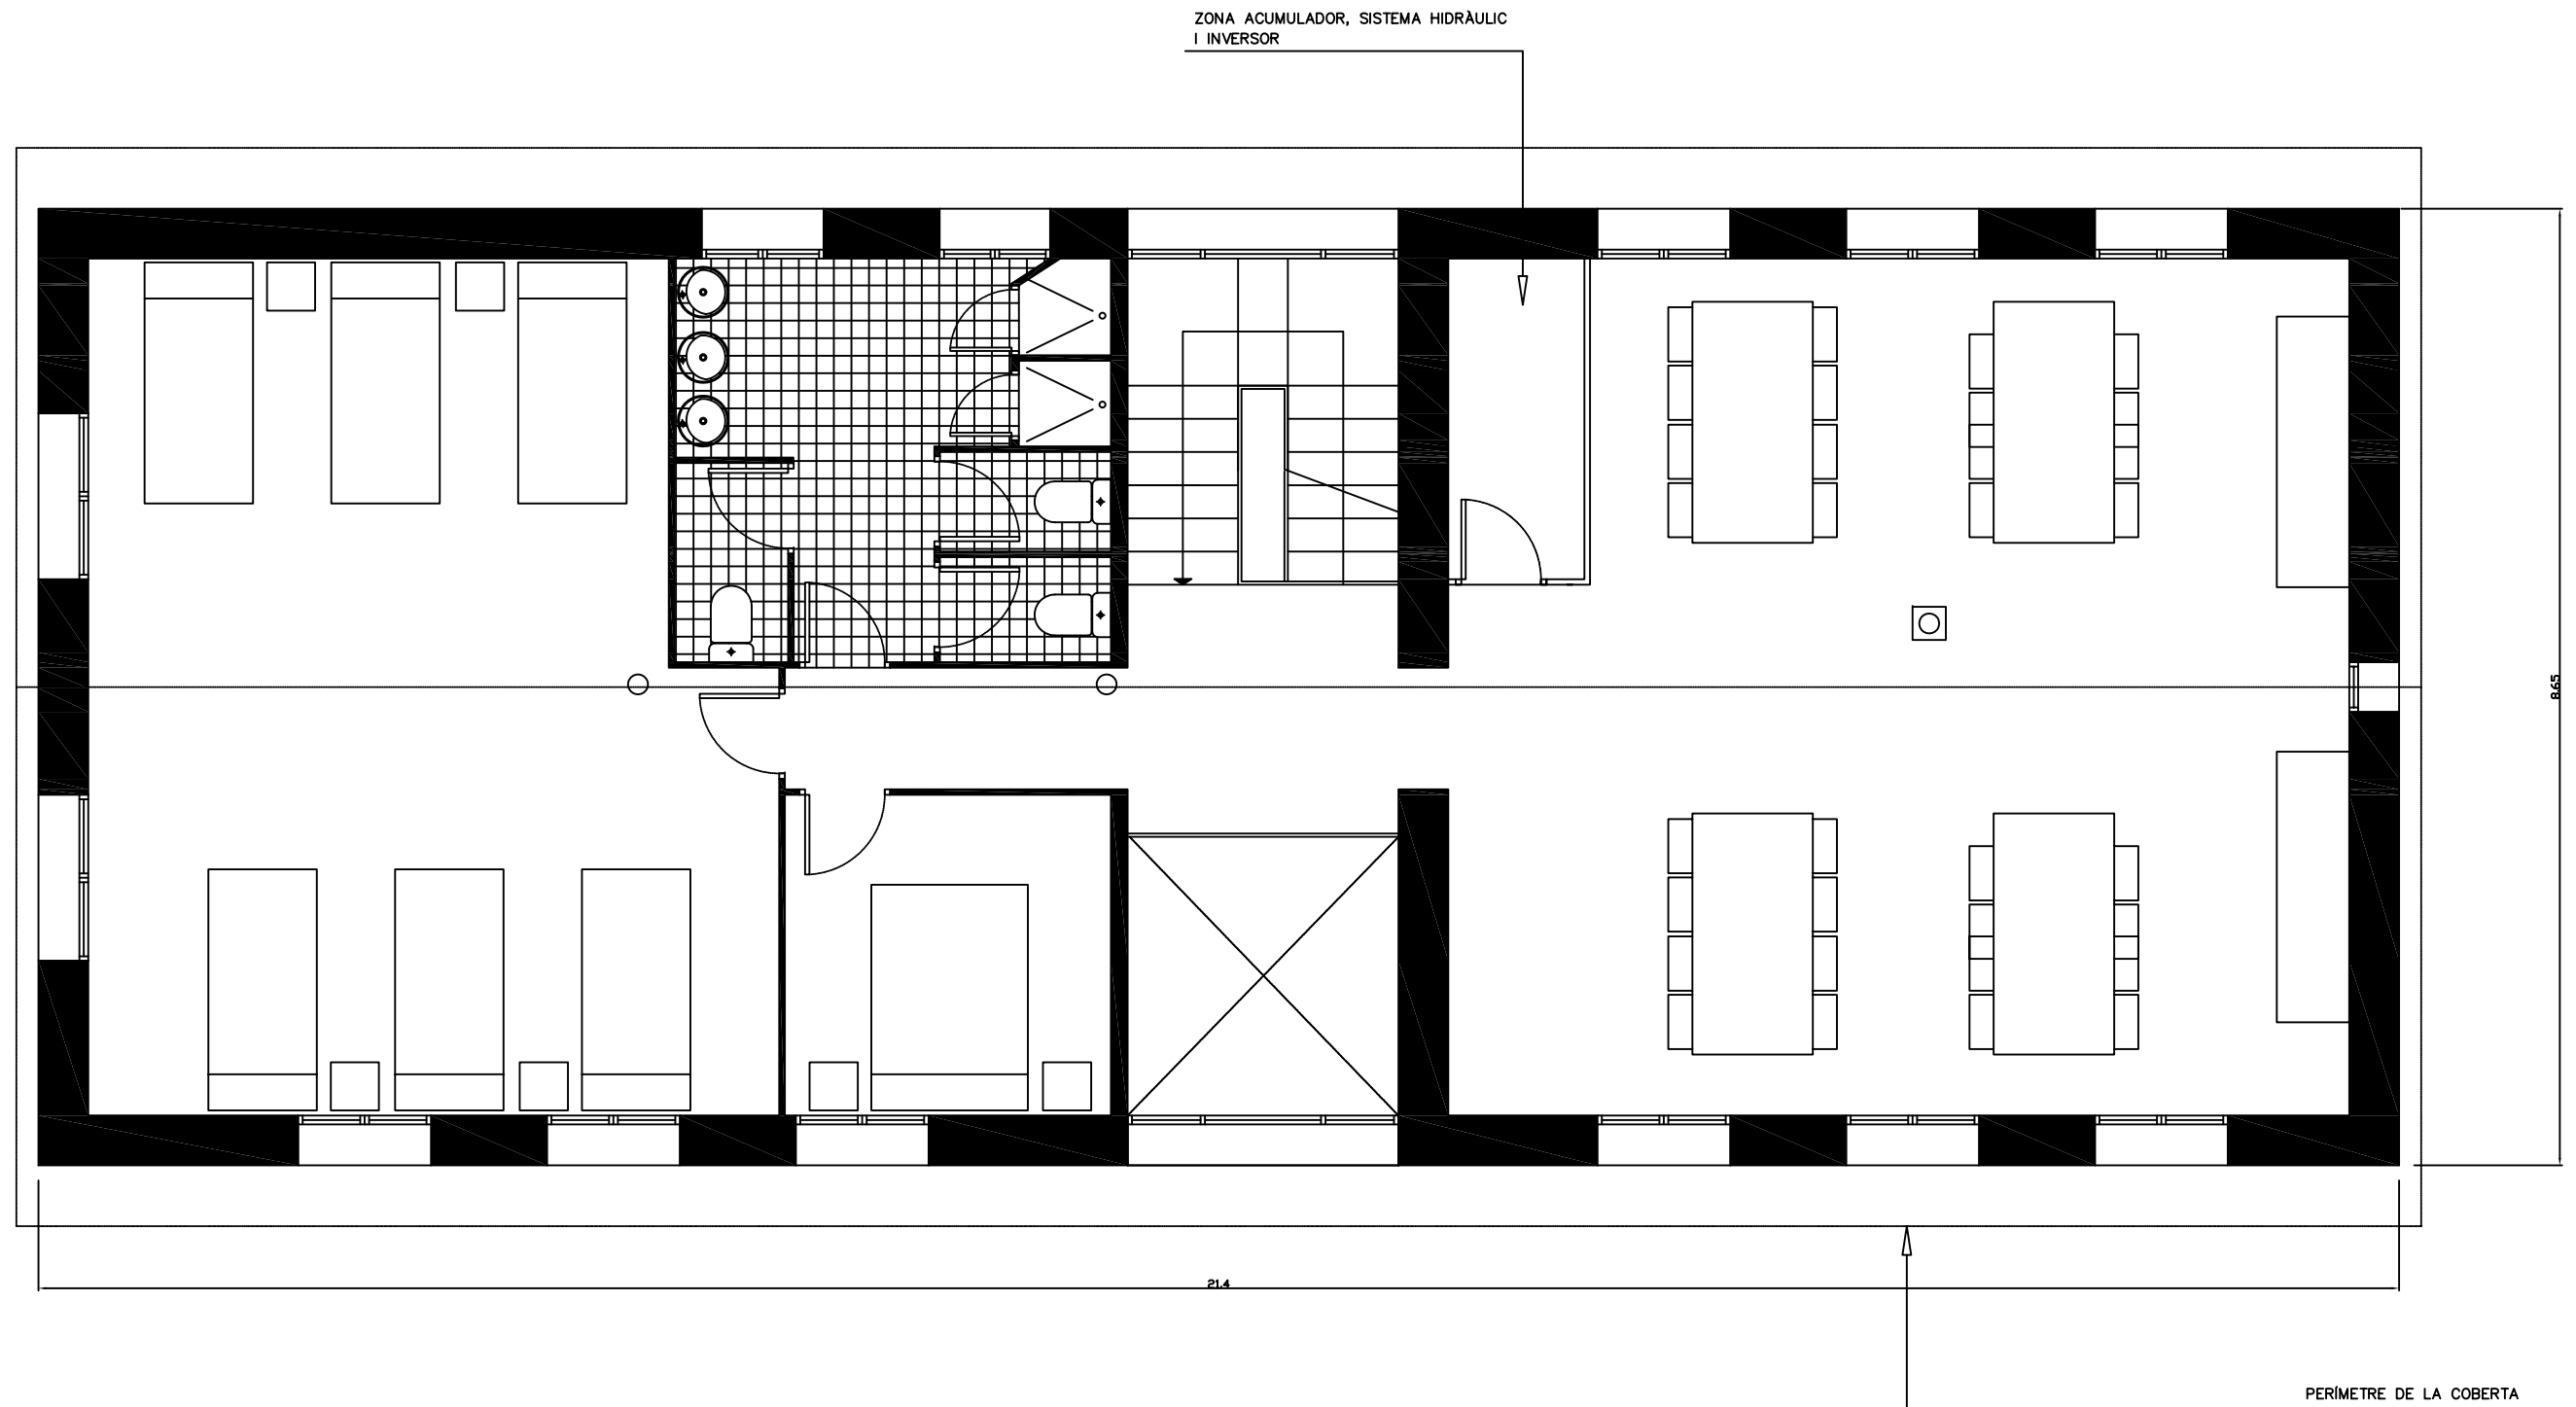 ZONA ACUMULADOR, SISTEMA HIDRÀULIC
I INVERSOR
8.65
21.4
PERÍMETRE DE LA COBERTA